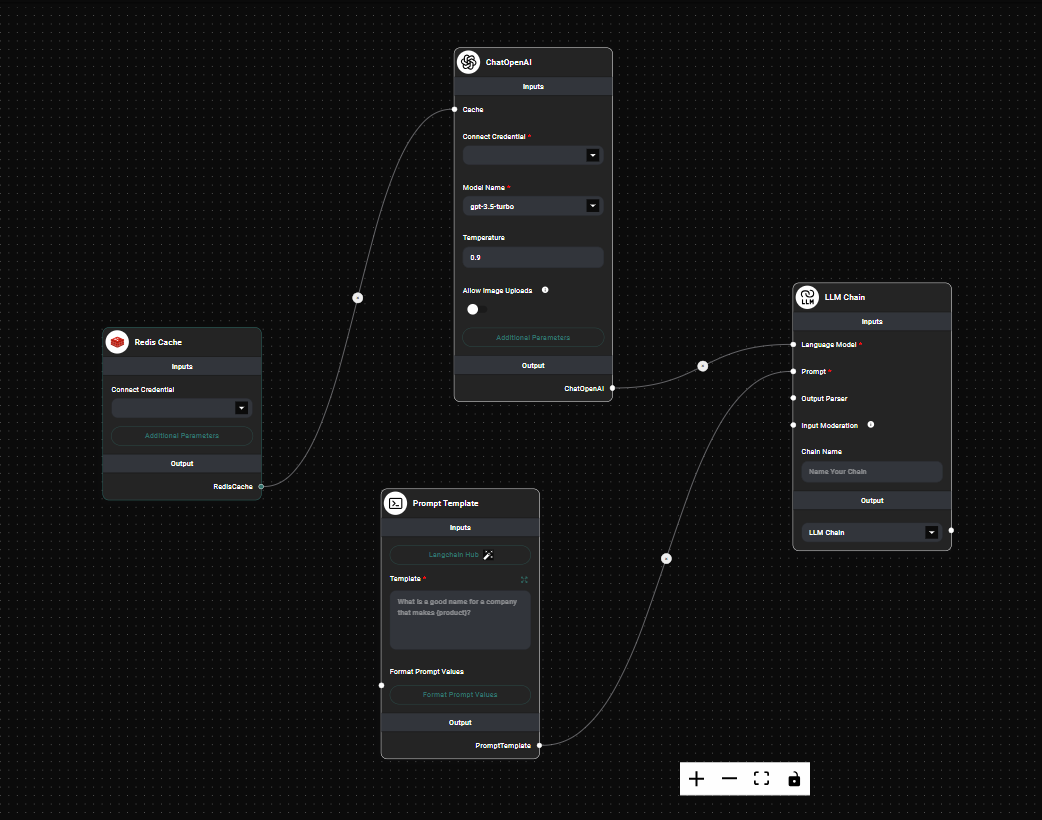 ChatOpenAI
Inputs
Cache
Connect Credential *
Model Name *
gpt-3.5-turbo
Temperature
0.9
Allow Image Uploads
Additional Parameters
Output
ChatOpenAI
Redis Cache
Inputs
Connect Credential
Additional Parameters
Output
RedisCache
Prompt Template
Inputs
Langchain Hub
Template *
What is a good name for a company
that makes {product}?
Format Prompt Values
Format Prompt Values
Output
PromptTemplate
LLM
LLM Chain
Inputs
Language Model *
Prompt *
Output Parser
Input Moderation
Chain Name
Name Your Chain
Output
LLM Chain